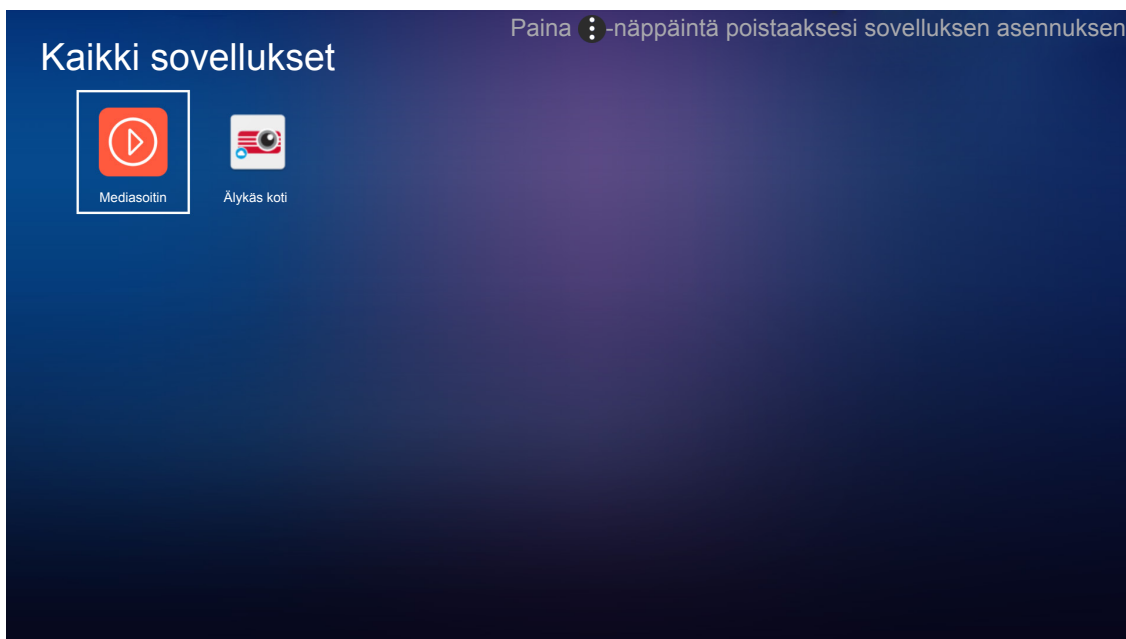 Paina -näppäintä poistaaksesi sovelluksen asennuksen
Kaikki sovellukset
Mediasoitin
Älykäs koti